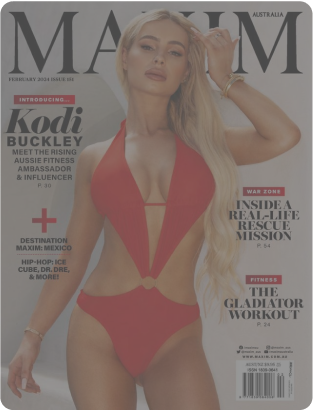 AUSTRALIA
MAXIM
FEBRUARY 2024
INTRODUCING...
Kodi
BUCKLEY
MEET THE RISING
AUSSIE FITNESS
AMBASSADOR
& INFLUENCER
+
DESTINATION
MAXIM: MEXICO
HIP-HOP: ICE
CUBE, DR. DRE,
& MORE!
WAR ZONE
INSIDE A
REAL-LIFE
RESCUE
MISSION
P. 54
FITNESS
THE
GLADIATOR
WORKOUT
P. 24
WWW.MAXIM.COM.AU